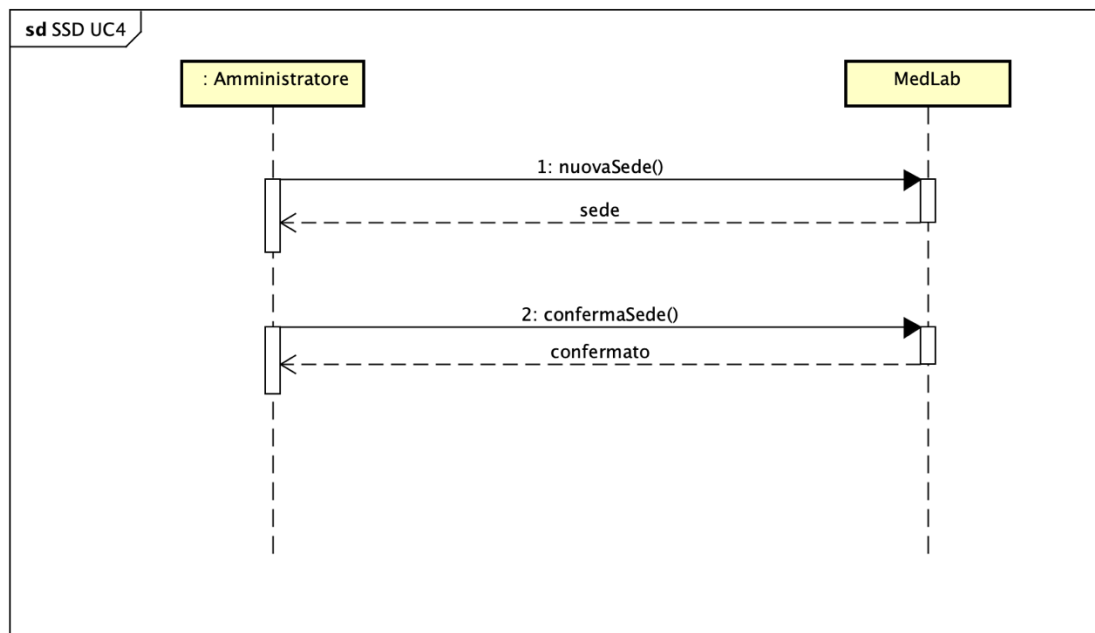 sd SSD UC4
: Amministratore
MedLab
1: nuovaSede()
sede
2: confermaSede()
confermato